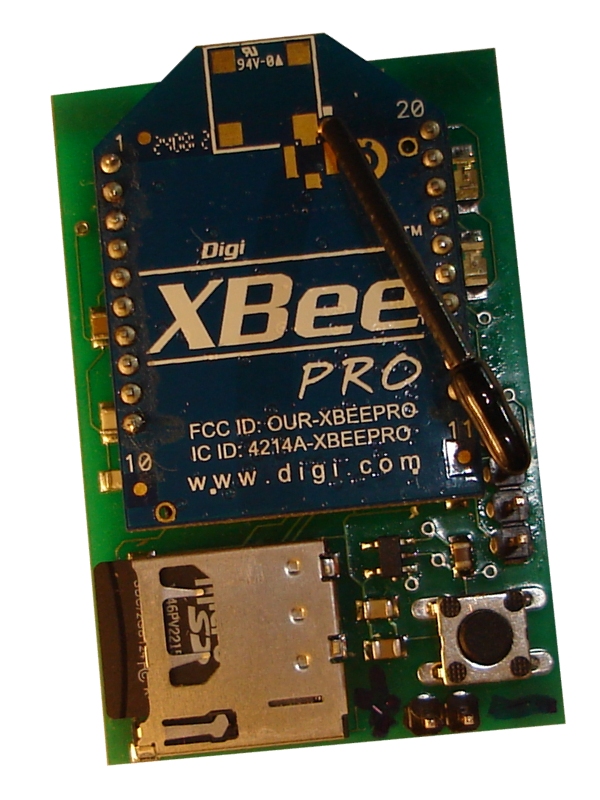 94V-0
1
20
™
Digi
XBee
PRO
FCC ID: OUR-XBEEPRO
IC ID: 4214A-XBEEPRO
www.digi.com
10
11